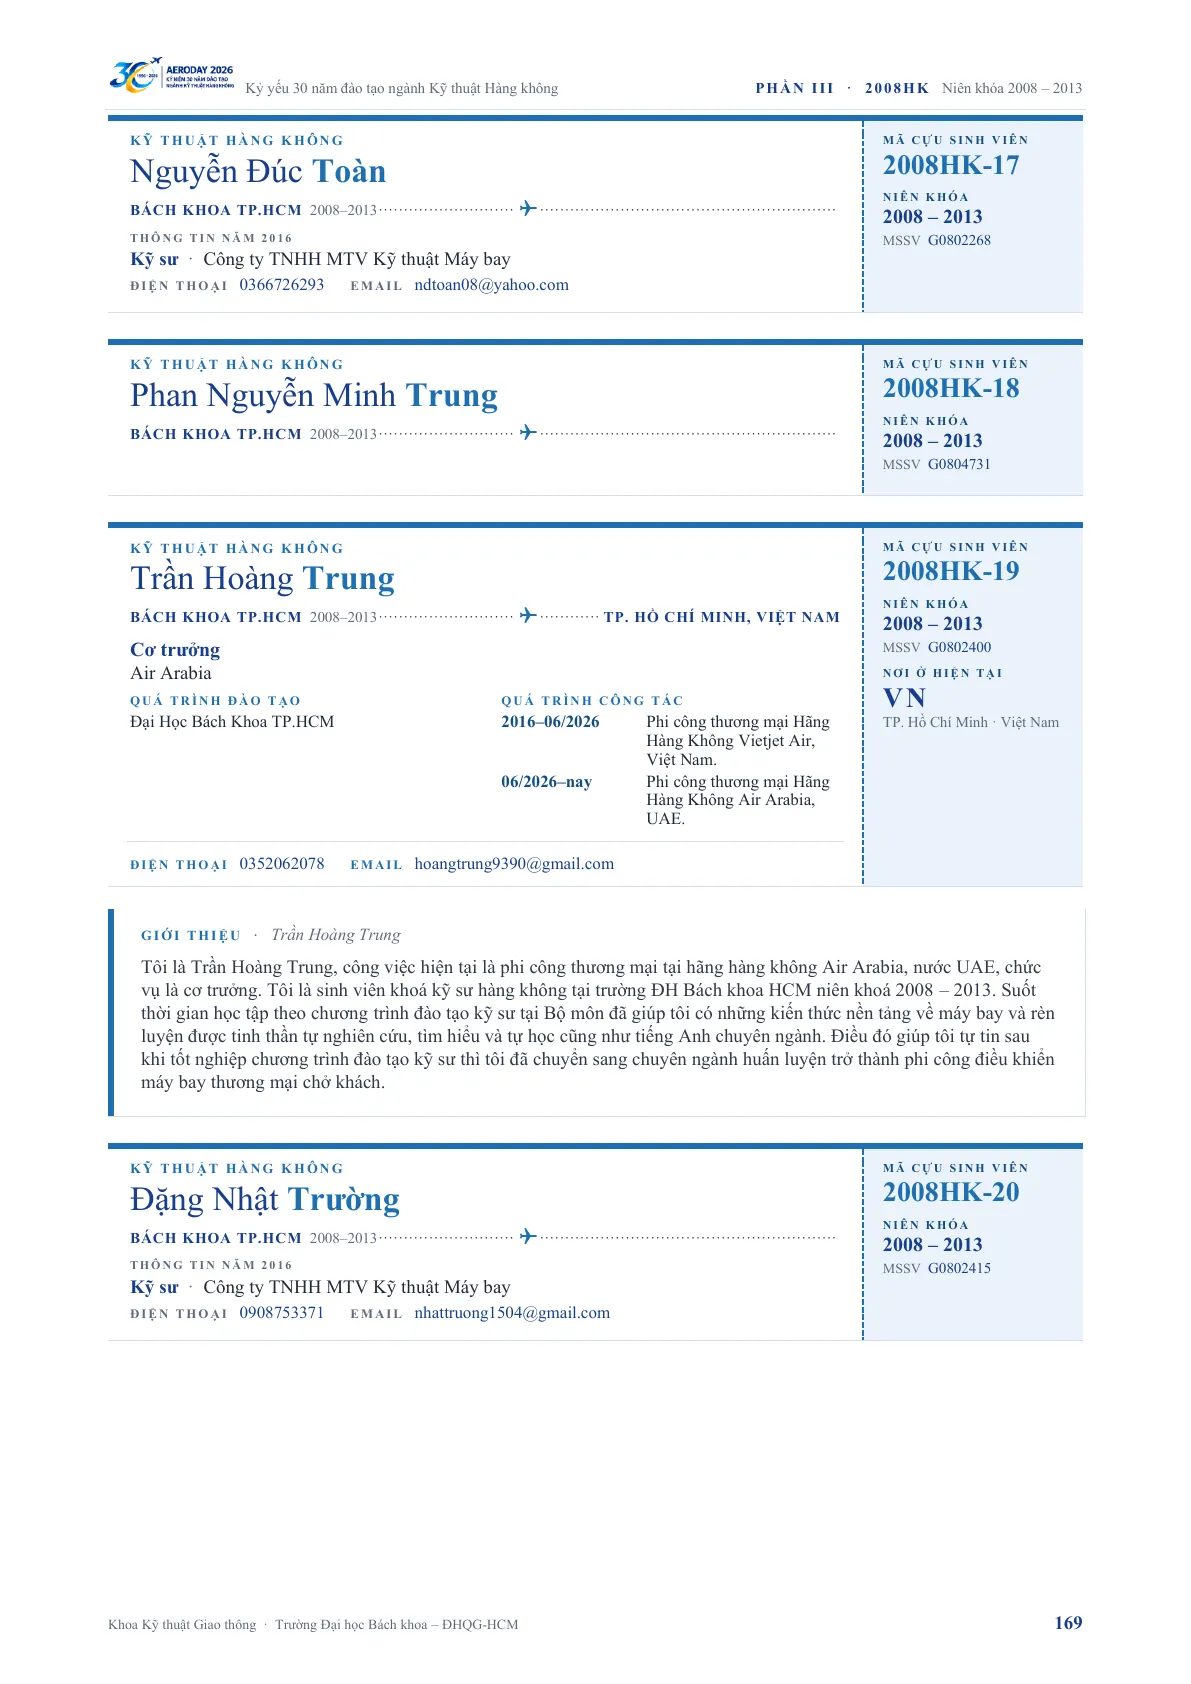 30
1996 - 2026
AERODAY 2026
KỶ NIỆM 30 NĂM ĐÀO TẠO
NGÀNH KỸ THUẬT HÀNG KHÔNG
Kỷ yếu 30 năm đào tạo ngành Kỹ thuật Hàng không
PHẦN III · 2008HK Niên khóa 2008 – 2013
KỸ THUẬT HÀNG KHÔNG
Nguyễn Đúc Toàn
BÁCH KHOA TP.HCM 2008–2013
THÔNG TIN NĂM 2016
Kỹ sư · Công ty TNHH MTV Kỹ thuật Máy bay
ĐIỆN THOẠI 0366726293 EMAIL ndtoan08@yahoo.com
MÃ CỰU SINH VIÊN
2008HK-17
NIÊN KHÓA
2008 – 2013
MSSV G0802268
KỸ THUẬT HÀNG KHÔNG
Phan Nguyễn Minh Trung
BÁCH KHOA TP.HCM 2008–2013
MÃ CỰU SINH VIÊN
2008HK-18
NIÊN KHÓA
2008 – 2013
MSSV G0804731
KỸ THUẬT HÀNG KHÔNG
Trần Hoàng Trung
BÁCH KHOA TP.HCM 2008–2013 TP. HỒ CHÍ MINH, VIỆT NAM
Cơ trưởng
Air Arabia
QUÁ TRÌNH ĐÀO TẠO
Đại Học Bách Khoa TP.HCM
QUÁ TRÌNH CÔNG TÁC
2016–06/2026 Phi công thương mại Hãng
Hàng Không Vietjet Air,
Việt Nam.
06/2026–nay Phi công thương mại Hãng
Hàng Không Air Arabia,
UAE.
ĐIỆN THOẠI 0352062078 EMAIL hoangtrung9390@gmail.com
MÃ CỰU SINH VIÊN
2008HK-19
NIÊN KHÓA
2008 – 2013
MSSV G0802400
NƠI Ở HIỆN TẠI
VN
TP. Hồ Chí Minh · Việt Nam
GIỚI THIỆU · Trần Hoàng Trung
Tôi là Trần Hoàng Trung, công việc hiện tại là phi công thương mại tại hãng hàng không Air Arabia, nước UAE, chức
vụ là cơ trưởng. Tôi là sinh viên khoá kỹ sư hàng không tại trường ĐH Bách khoa HCM niên khoá 2008 – 2013. Suốt
thời gian học tập theo chương trình đào tạo kỹ sư tại Bộ môn đã giúp tôi có những kiến thức nền tảng về máy bay và rèn
luyện được tinh thần tự nghiên cứu, tìm hiểu và tự học cũng như tiếng Anh chuyên ngành. Điều đó giúp tôi tự tin sau
khi tốt nghiệp chương trình đào tạo kỹ sư thì tôi đã chuyển sang chuyên ngành huấn luyện trở thành phi công điều khiển
máy bay thương mại chở khách.
KỸ THUẬT HÀNG KHÔNG
Đặng Nhật Trường
BÁCH KHOA TP.HCM 2008–2013
THÔNG TIN NĂM 2016
Kỹ sư · Công ty TNHH MTV Kỹ thuật Máy bay
ĐIỆN THOẠI 0908753371 EMAIL nhattruong1504@gmail.com
MÃ CỰU SINH VIÊN
2008HK-20
NIÊN KHÓA
2008 – 2013
MSSV G0802415
Khoa Kỹ thuật Giao thông · Trường Đại học Bách khoa – ĐHQG-HCM
169